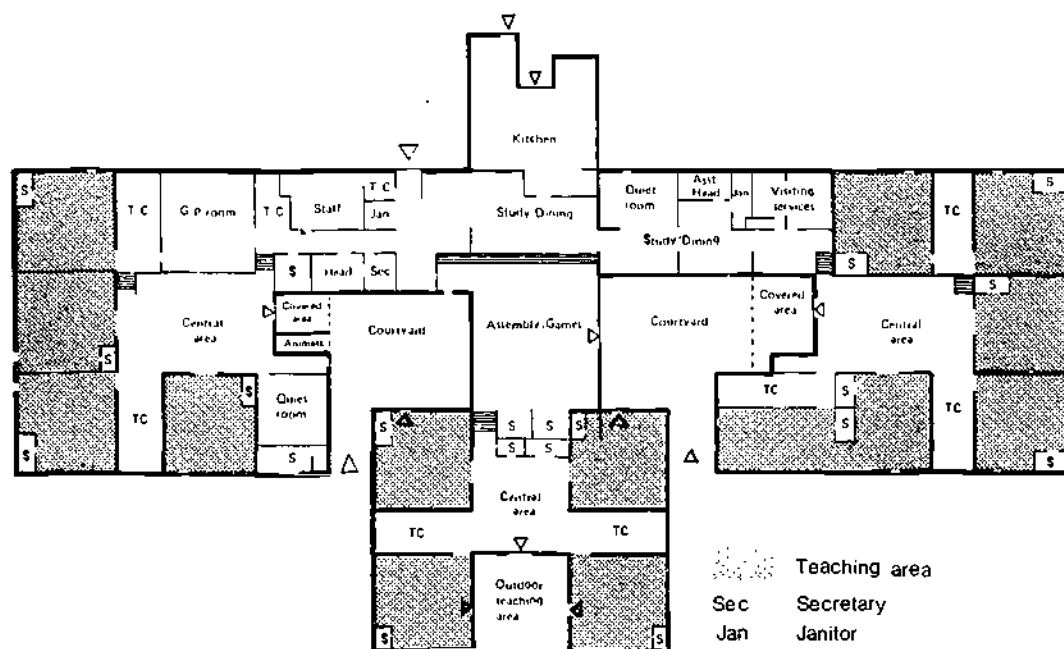 Kitchen
S
T C
G.P. room
T C
Staff
T C
Jan
Study Dining
Quiet
room
Asst
Head
Jan
Visiting
services
TC
S
Study/Dining
S
S
Head
Sec
S
Covered
area
Animals
Central
area
Courtyard
Assembly/Games
Courtyard
Covered
area
Central
area
S
S
TC
S
Quiet
room
S
S
TC
S
S
TC
S
S
S
S
S
S
S
Central
area
TC
TC
Outdoor
teaching
area
S
S
Teaching area
Sec Secretary
Jan Janitor